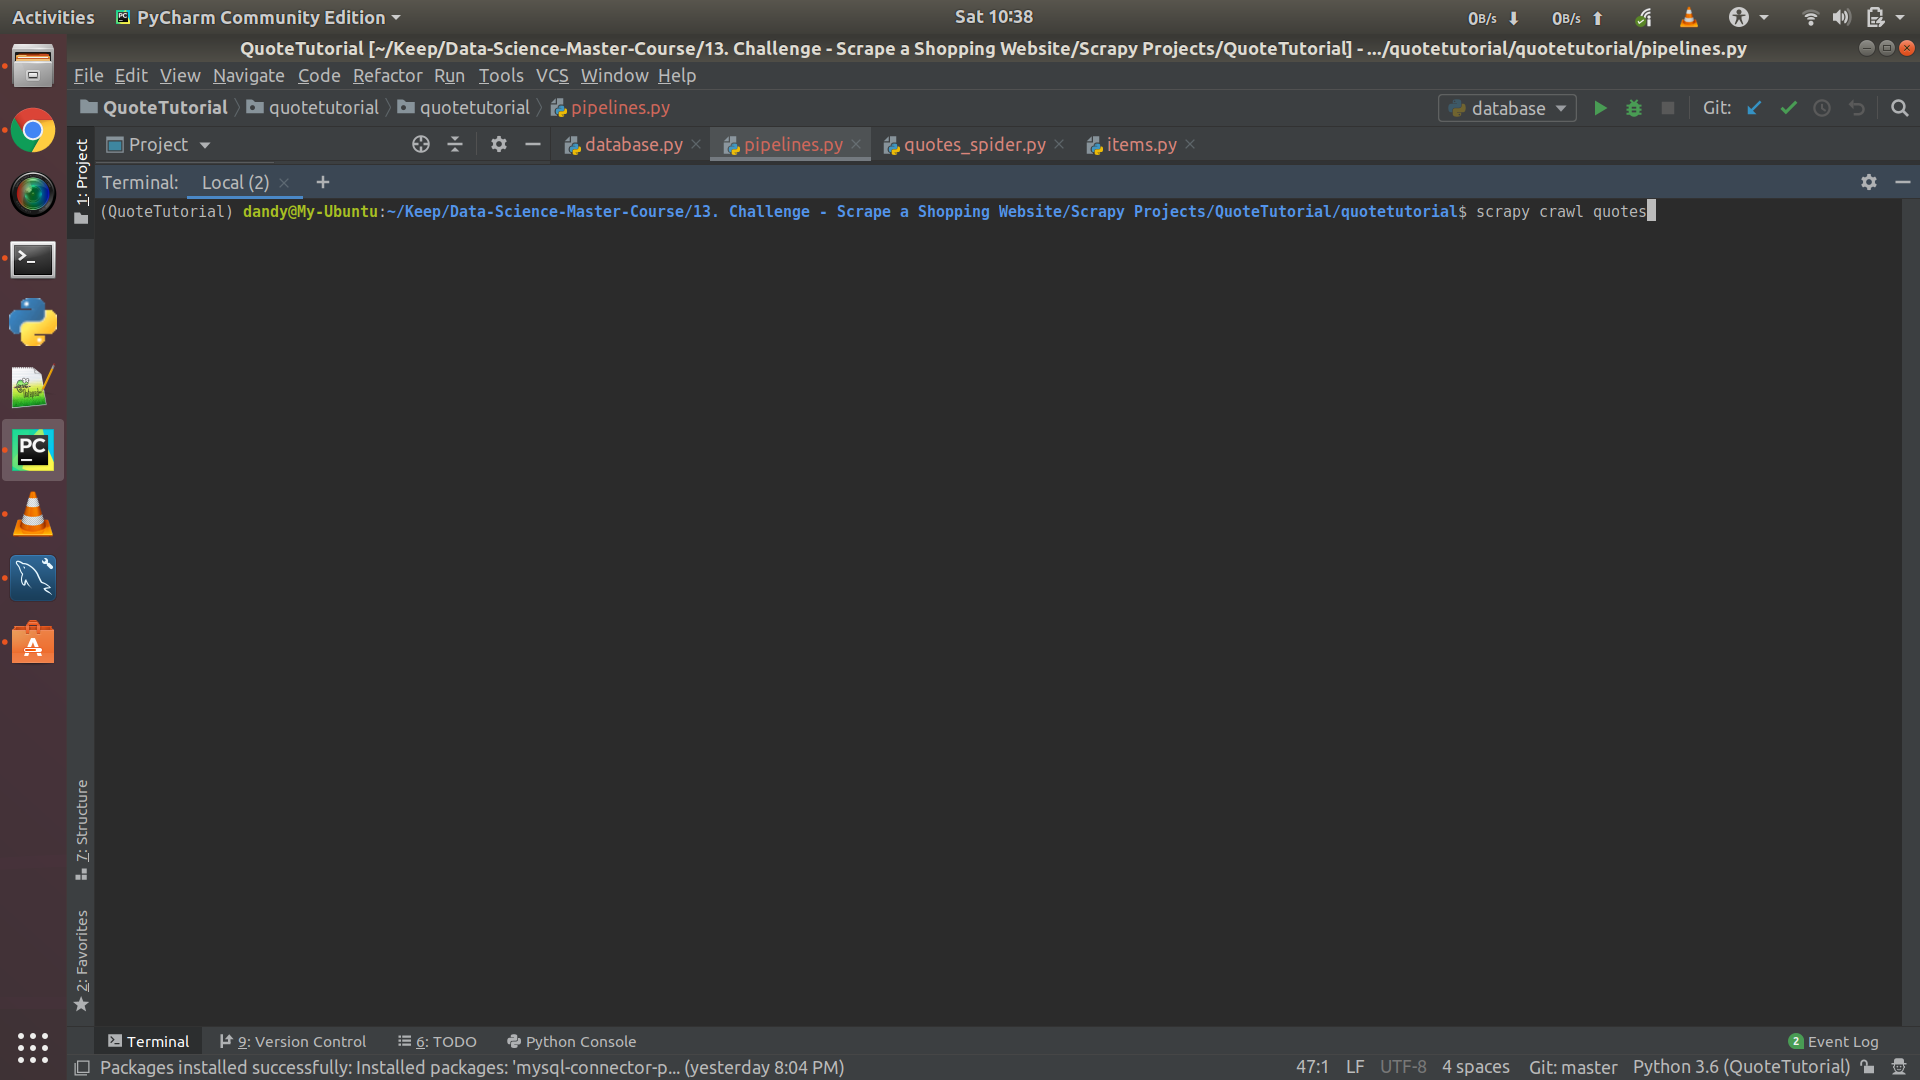 Activities PyCharm Community Edition Sat 10:38 0B/s 0B/s
QuoteTutorial [~/Keep/Data-Science-Master-Course/13. Challenge - Scrape a Shopping Website/Scrapy Projects/QuoteTutorial] - .../quotetutorial/quotetutorial/pipelines.py
File Edit View Navigate Code Refactor Run Tools VCS Window Help
QuoteTutorial quotetutorial quotetutorial pipelines.py database Git:
Project database.py pipelines.py quotes_spider.py items.py
1: Project
Terminal: Local (2) +
(QuoteTutorial) dandy@My-Ubuntu:~/Keep/Data-Science-Master-Course/13. Challenge - Scrape a Shopping Website/Scrapy Projects/QuoteTutorial/quotetutorial$ scrapy crawl quotes
PC
7: Structure
2: Favorites
Terminal 9: Version Control 6: TODO Python Console 2 Event Log
Packages installed successfully: Installed packages: 'mysql-connector-p... (yesterday 8:04 PM) 47:1 LF UTF-8 4 spaces Git: master Python 3.6 (QuoteTutorial)